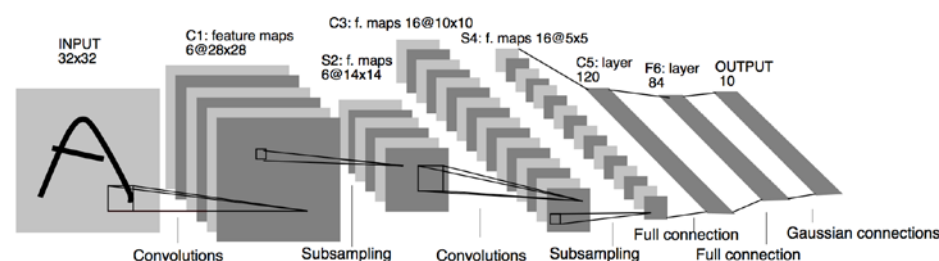 INPUT
32x32
C1: feature maps
6@28x28
S2: f. maps
6@14x14
C3: f. maps 16@10x10
S4: f. maps 16@5x5
C5: layer
120
F6: layer
84
OUTPUT
10
A
Convolutions
Subsampling
Convolutions
Subsampling
Full connection
Full connection
Gaussian connections